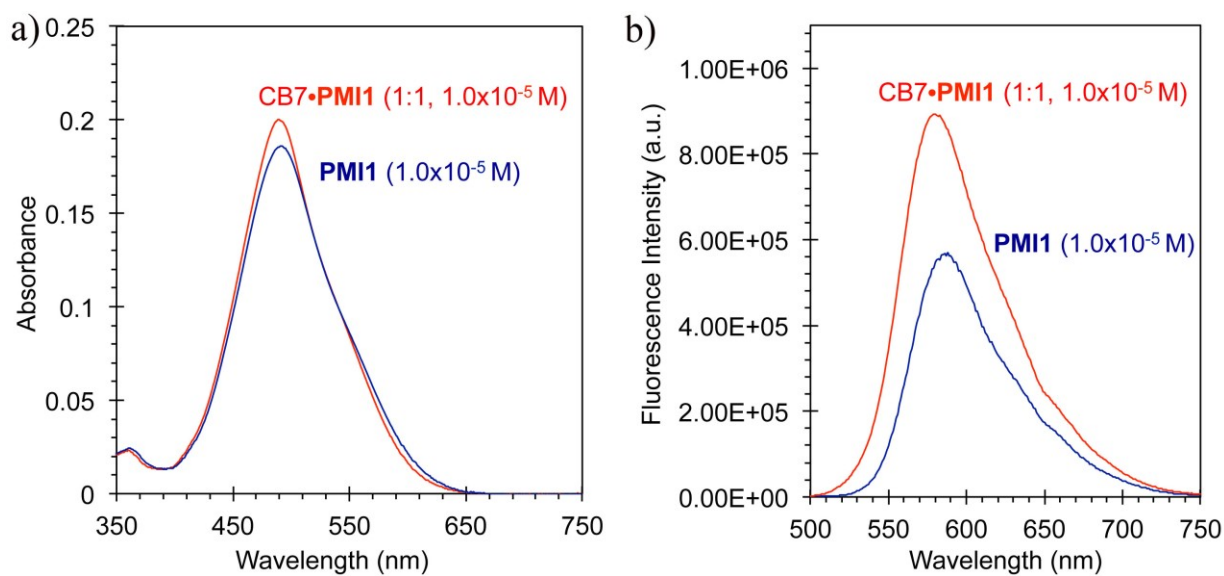 a)
0.25
0.2
0.15
0.1
0.05
0
Absorbance
CB7•PMI1 (1:1, 1.0x10⁻⁵ M)
PMI1 (1.0x10⁻⁵ M)
350 450 550 650 750
Wavelength (nm)
b)
1.00E+06
8.00E+05
6.00E+05
4.00E+05
2.00E+05
0.00E+00
Fluorescence Intensity (a.u.)
CB7•PMI1 (1:1, 1.0x10⁻⁵ M)
PMI1 (1.0x10⁻⁵ M)
500 550 600 650 700 750
Wavelength (nm)